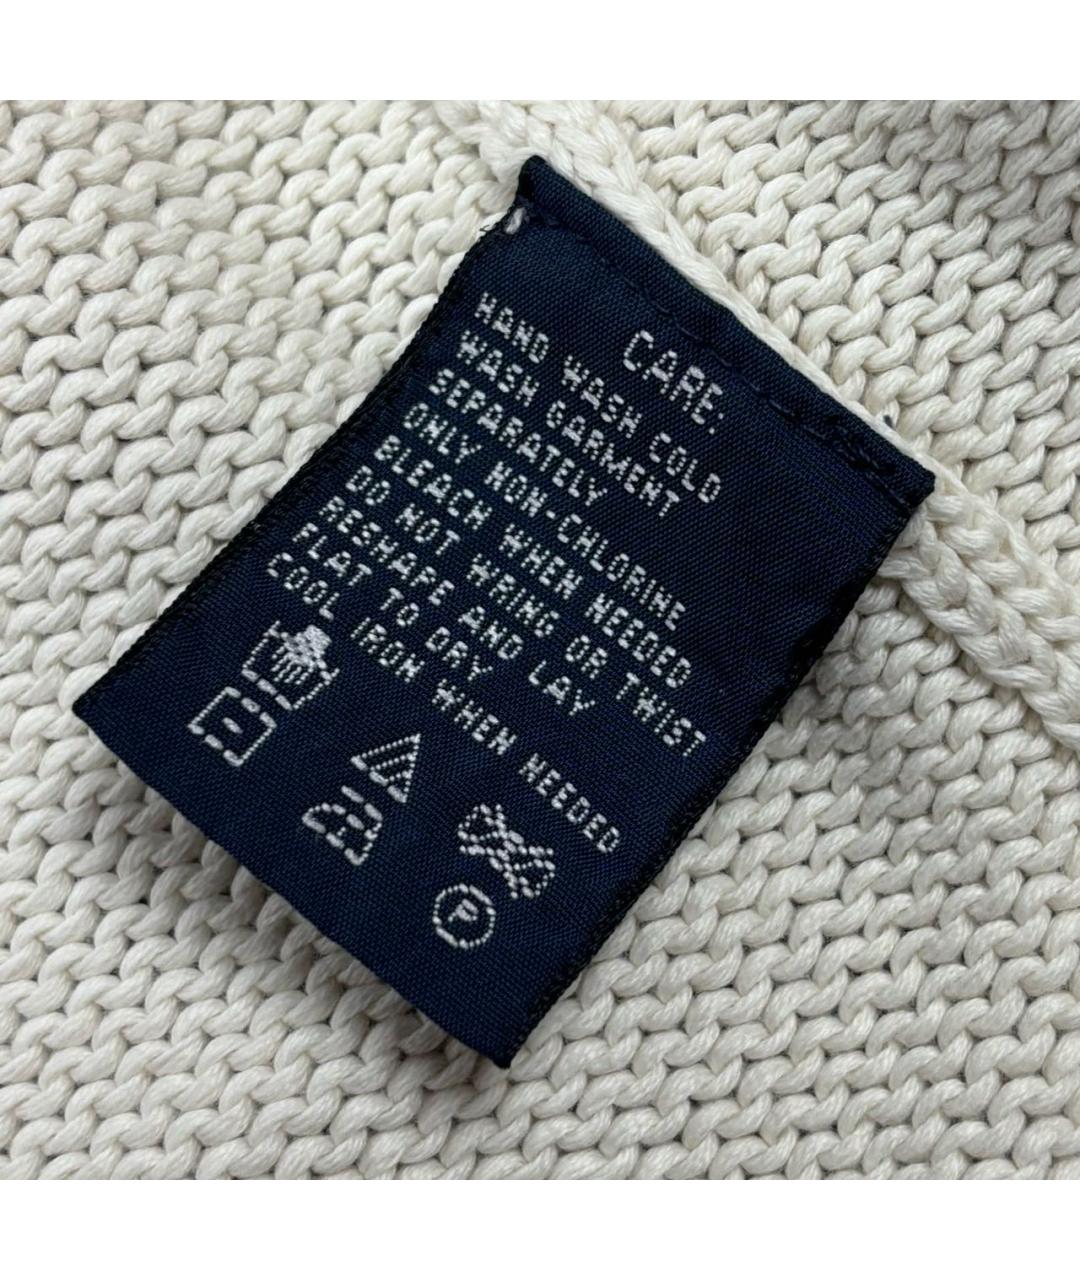 CARE:
HAND WASH COLD
WASH GARMENT
SEPARATELY
ONLY NON-CHLORINE
BLEACH WHEN NEEDED
DO NOT WRING OR TWIST
RESHAPE AND LAY
FLAT TO DRY
COOL IRON WHEN NEEDED
P